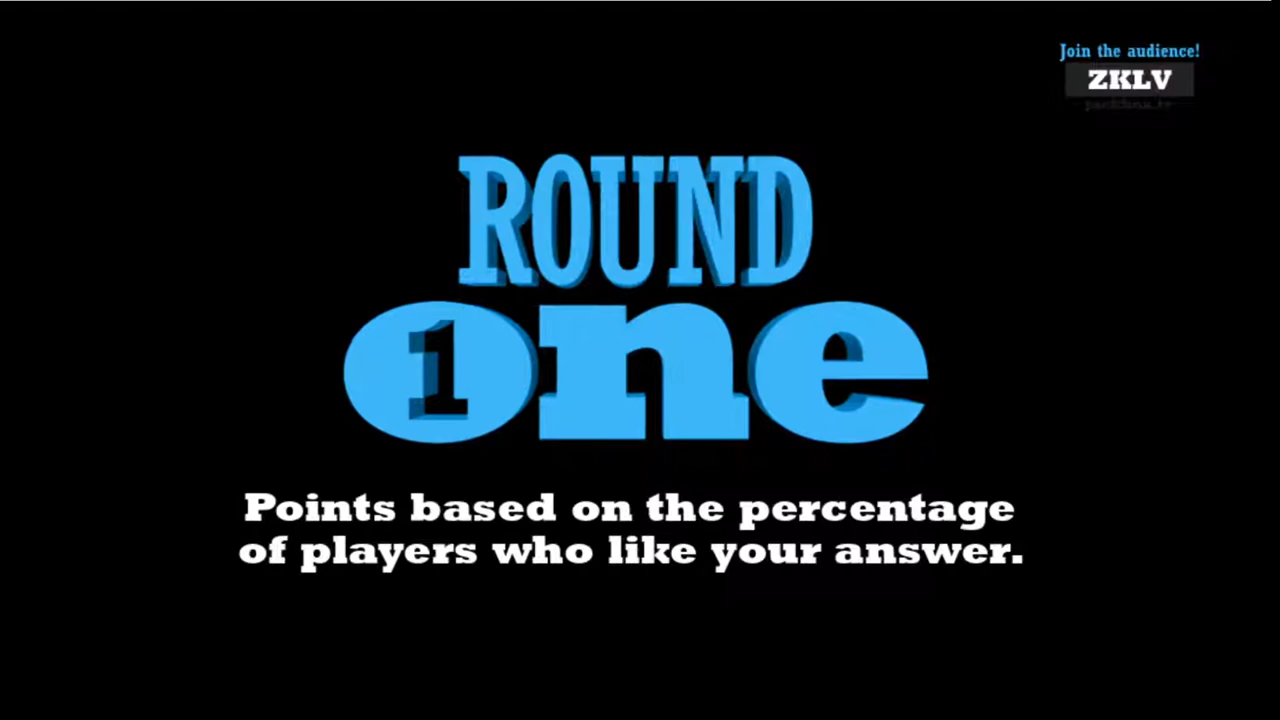 Join the audience!
ZKLV
ROUND
One
1
Points based on the percentage
of players who like your answer.